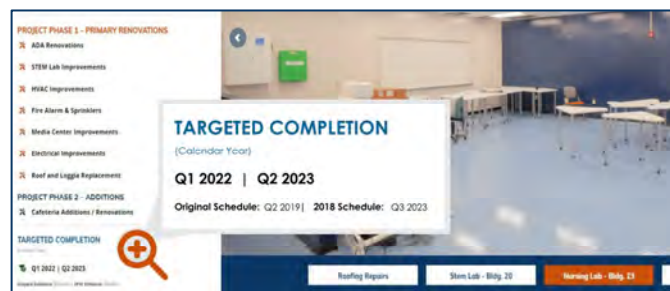 PROJECT PHASE 1 - PRIMARY RENOVATIONS
ADA Renovations
STEM Lab Improvements
HVAC Improvements
Fire Alarm & Sprinklers
Media Center Improvements
Electrical Improvements
Roof and Loggia Replacement
PROJECT PHASE 2 - ADDITIONS
Cafeteria Additions / Renovations
TARGETED COMPLETION
Q1 2022 | Q2 2023
TARGETED COMPLETION
(Calendar Year)
Q1 2022 | Q2 2023
Original Schedule: Q2 2019| 2018 Schedule: Q3 2023
Roofing Repairs
Stem Lab - Bldg. 20
Nursing Lab - Bldg. 23